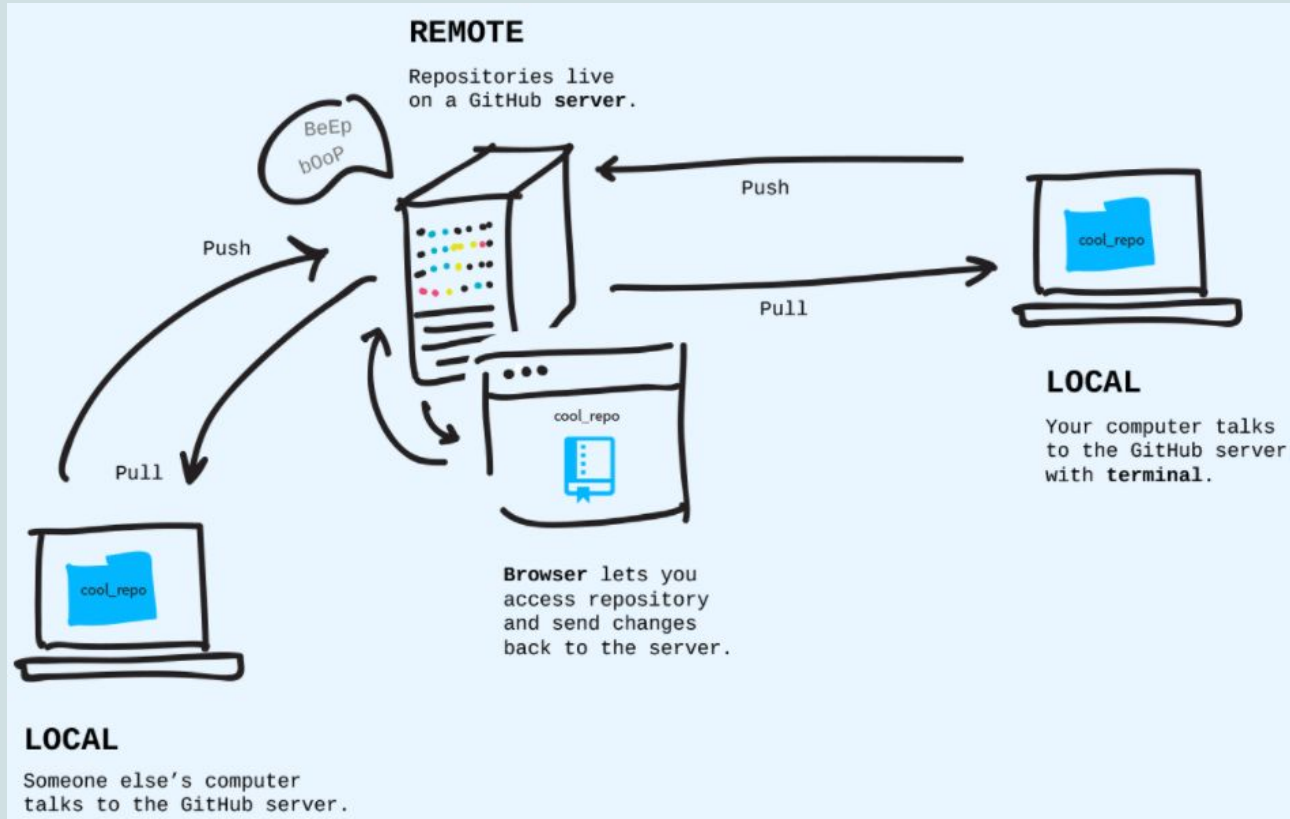 REMOTE
Repositories live
on a GitHub server.
BeEp
bOoP
Push
Push
Pull
Pull
cool_repo
LOCAL
Your computer talks
to the GitHub server
with terminal.
cool_repo
Browser lets you
access repository
and send changes
back to the server.
cool_repo
LOCAL
Someone else’s computer
talks to the GitHub server.